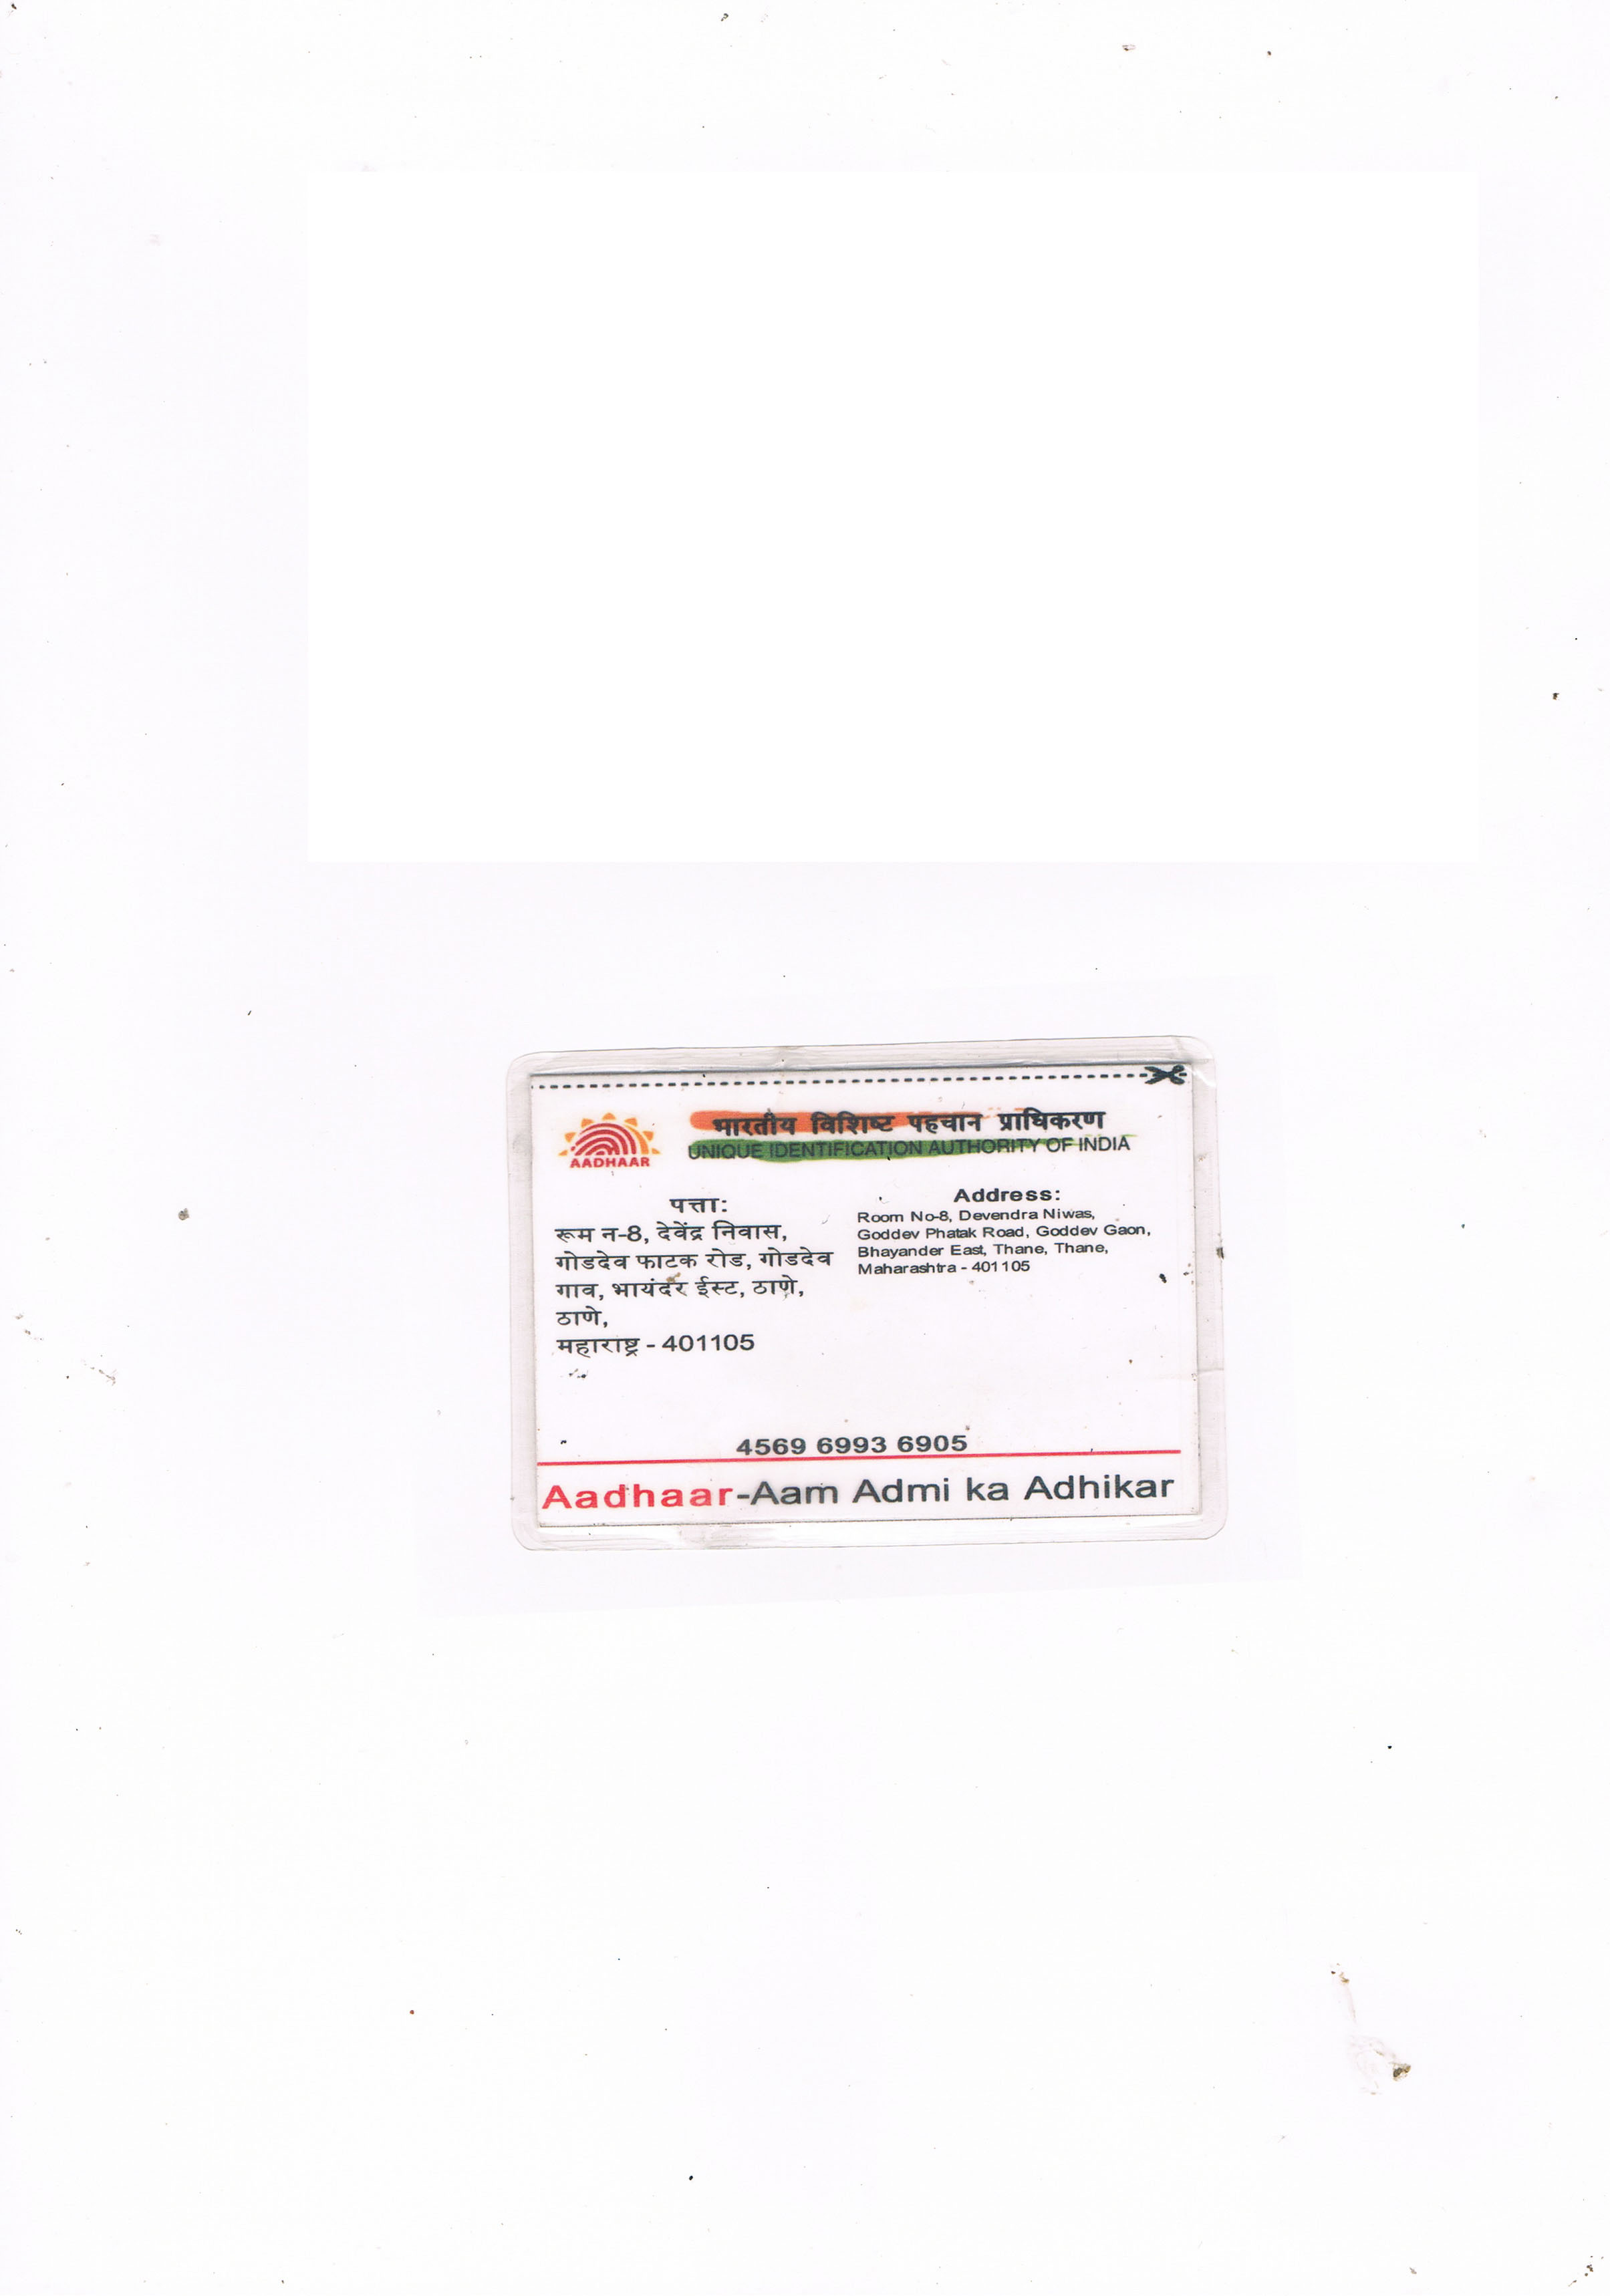 भारतीय विशिष्ट पहचान प्राधिकरण
UNIQUE IDENTIFICATION AUTHORITY OF INDIA
AADHAAR
पत्ता:
रूम न-8, देवेंद्र निवास,
गोडदेव फाटक रोड, गोडदेव
गाव, भायंदर ईस्ट, ठाणे,
ठाणे,
महाराष्ट्र - 401105
Address:
Room No-8, Devendra Niwas,
Goddev Phatak Road, Goddev Gaon,
Bhayander East, Thane, Thane,
Maharashtra - 401105
4569 6993 6905
Aadhaar-Aam Admi ka Adhikar